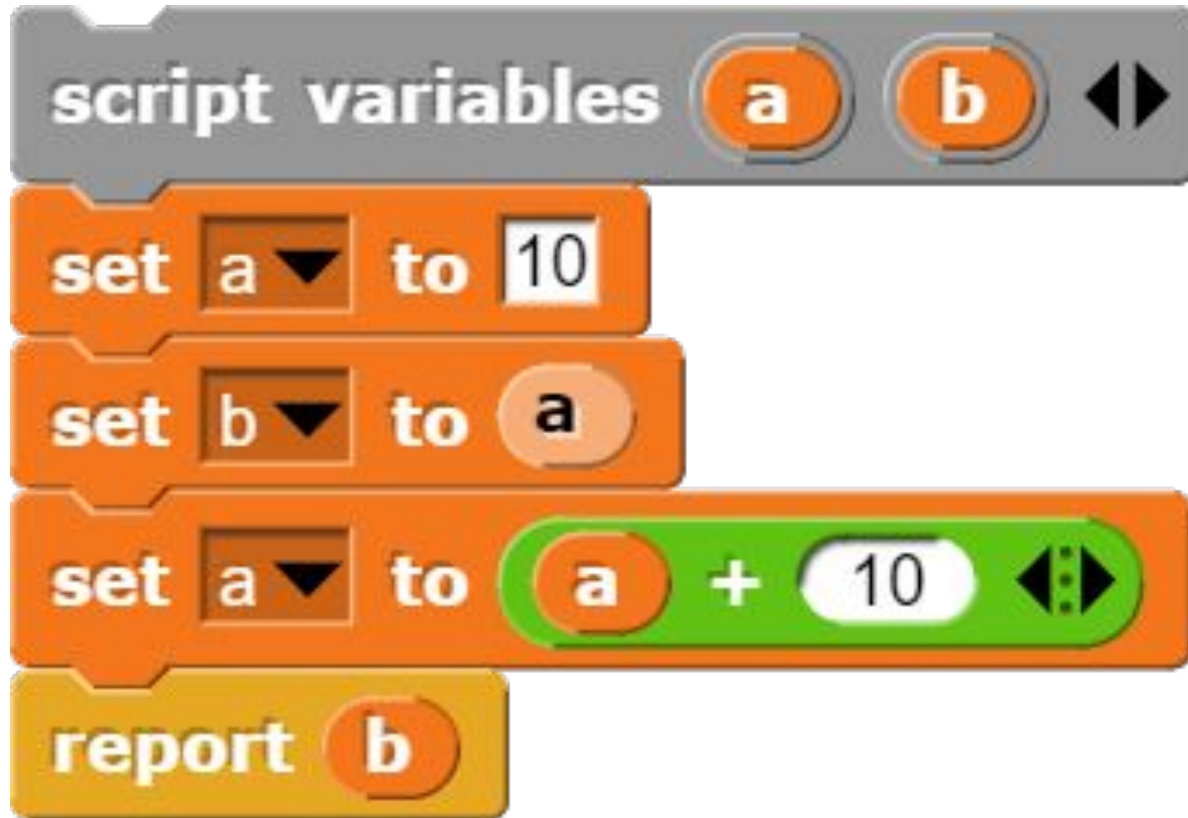 script variables a b
set a to 10
set b to a
set a to a + 10
report b